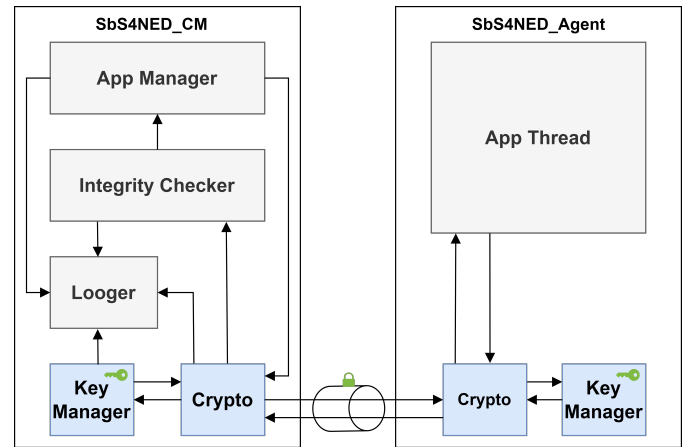 SbS4NED_CM
App Manager
Integrity Checker
Looger
Key
Manager
Crypto
SbS4NED_Agent
App Thread
Crypto
Key
Manager